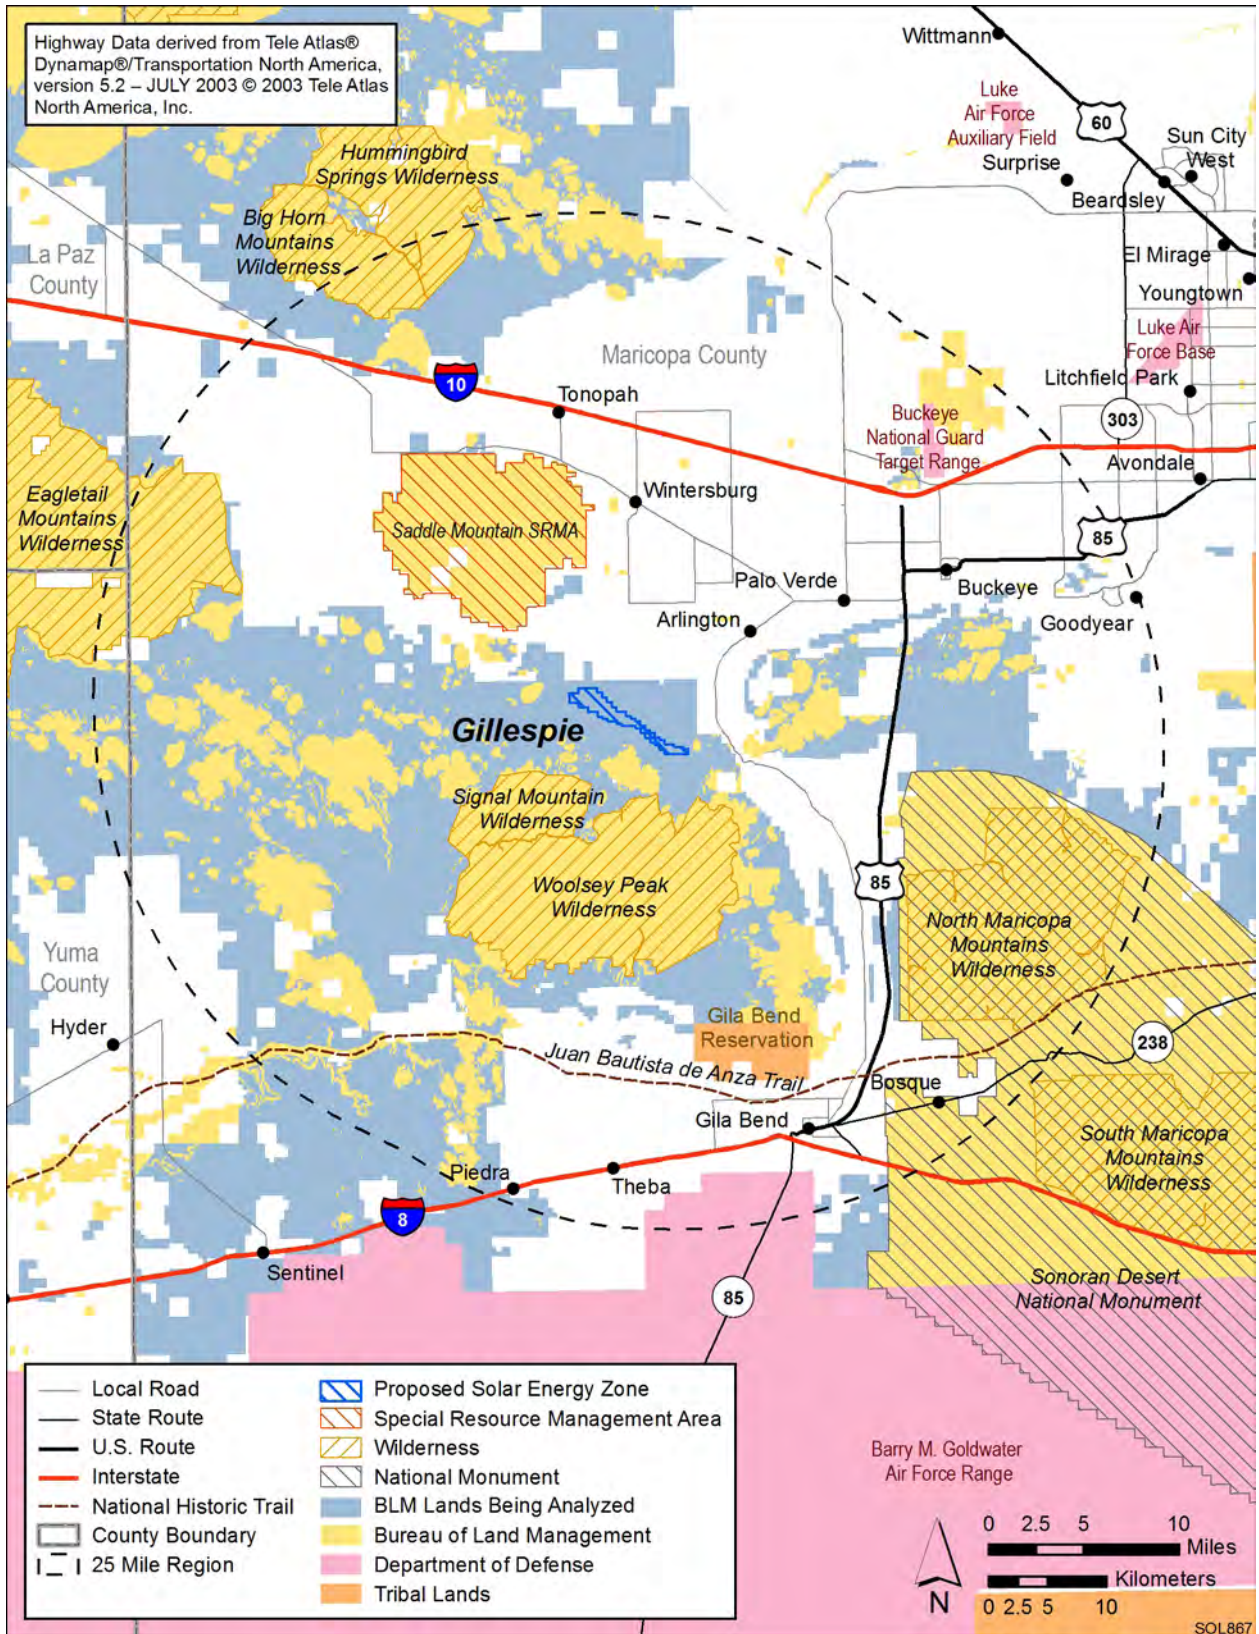 Highway Data derived from Tele Atlas®
Dynamap®/Transportation North America,
version 5.2 – JULY 2003 © 2003 Tele Atlas
North America, Inc.
Wittmann
Luke
Air Force
Auxiliary Field
60
Sun City
West
Surprise
Beardsley
Hummingbird
Springs Wilderness
Big Horn
Mountains
Wilderness
La Paz
County
El Mirage
Youngtown
Luke Air
Force Base
Maricopa County
10
Litchfield Park
Tonopah
303
Buckeye
National Guard
Target Range
Avondale
Eagletail
Mountains
Wilderness
Wintersburg
Saddle Mountain SRMA
85
Palo Verde
Buckeye
Arlington
Goodyear
Gillespie
Signal Mountain
Wilderness
Woolsey Peak
Wilderness
85
North Maricopa
Mountains
Wilderness
Yuma
County
Hyder
Gila Bend
Reservation
238
Juan Bautista de Anza Trail
Bosque
Gila Bend
South Maricopa
Mountains
Wilderness
Piedra
Theba
8
Sentinel
Sonoran Desert
National Monument
85
Local Road
State Route
U.S. Route
Interstate
National Historic Trail
County Boundary
25 Mile Region
Proposed Solar Energy Zone
Special Resource Management Area
Wilderness
National Monument
BLM Lands Being Analyzed
Bureau of Land Management
Department of Defense
Tribal Lands
Barry M. Goldwater
Air Force Range
0 2.5 5 10
Miles
Kilometers
0 2.5 5 10
N
SOL867